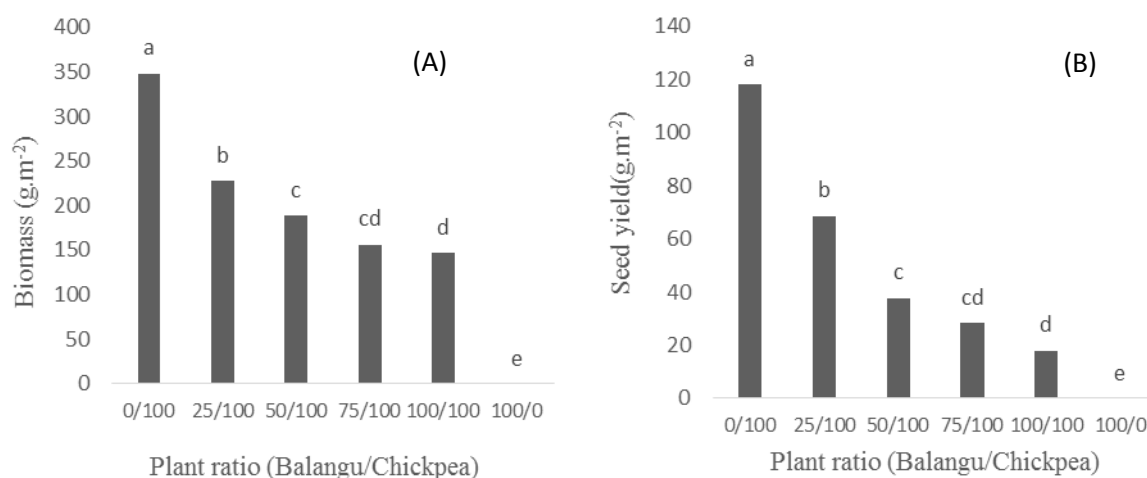 400
350
300
250
200
150
100
50
0
Biomass (g.m-2)
(A)
a
b
c
cd
d
e
0/100 25/100 50/100 75/100 100/100 100/0
Plant ratio (Balangu/Chickpea)
140
120
100
80
60
40
20
0
Seed yield(g.m-2)
(B)
a
b
c
cd
d
e
0/100 25/100 50/100 75/100 100/100 100/0
Plant ratio (Balangu/Chickpea)